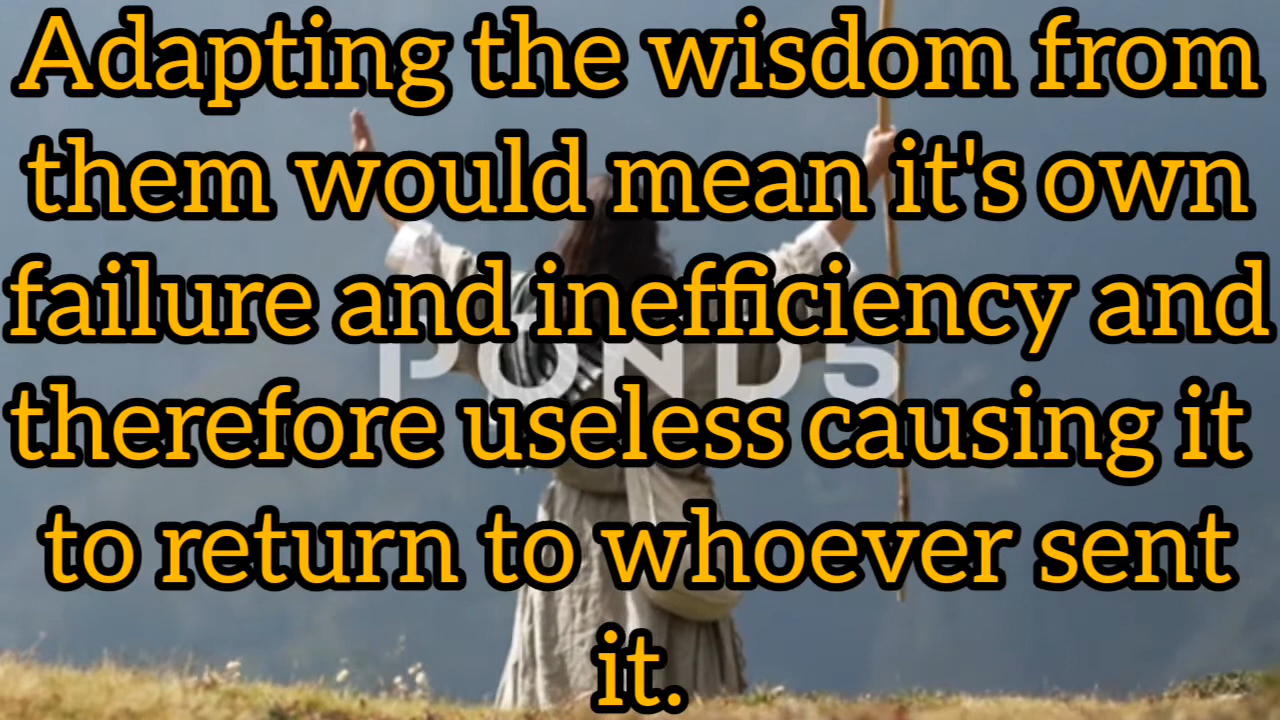 Adapting the wisdom from
them would mean it's own
failure and inefficiency and
therefore useless causing it
to return to whoever sent
it.
POND5